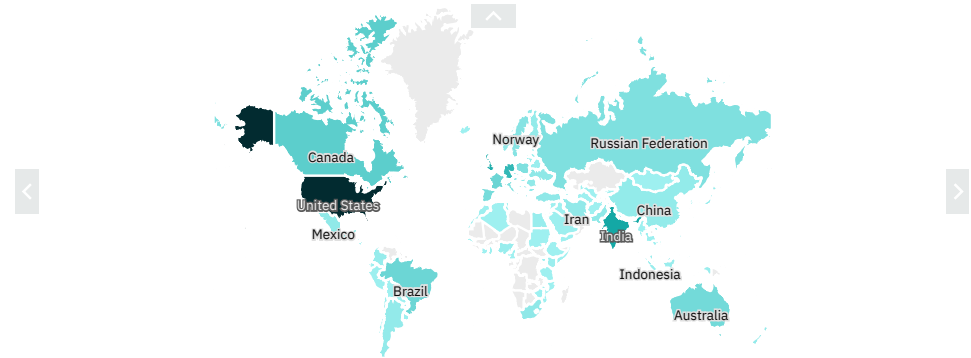 Norway
Russian Federation
Canada
United States
China
Iran
Mexico
India
Indonesia
Brazil
Australia